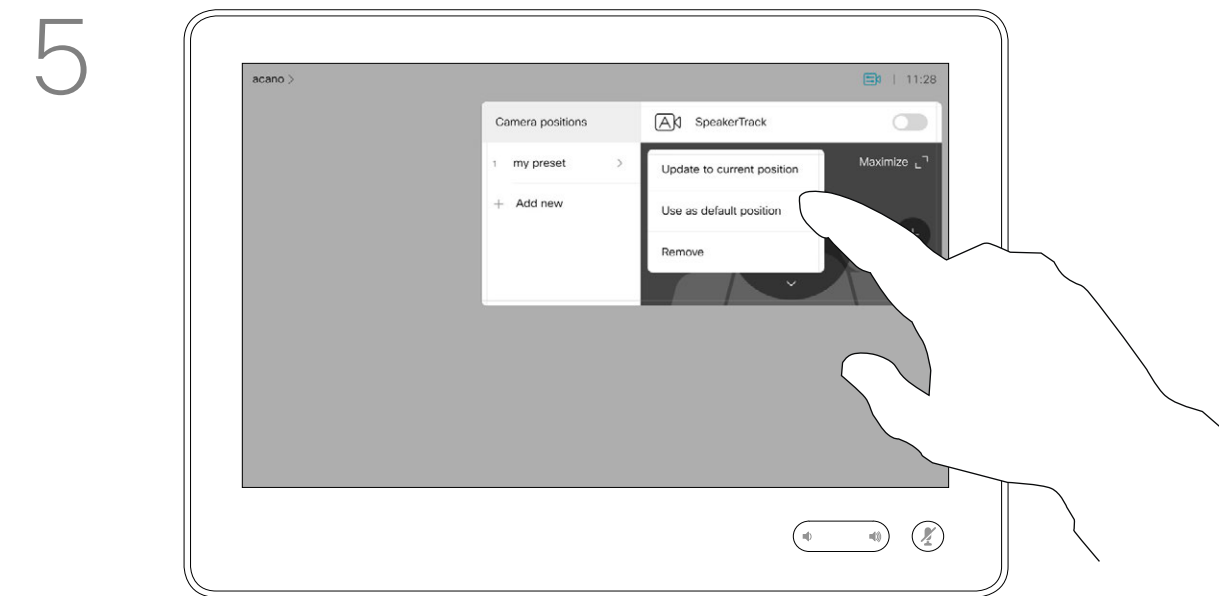 5
acano >
11:28
Camera positions
SpeakerTrack
1 my preset >
Update to current position
Maximize
+ Add new
Use as default position
Remove